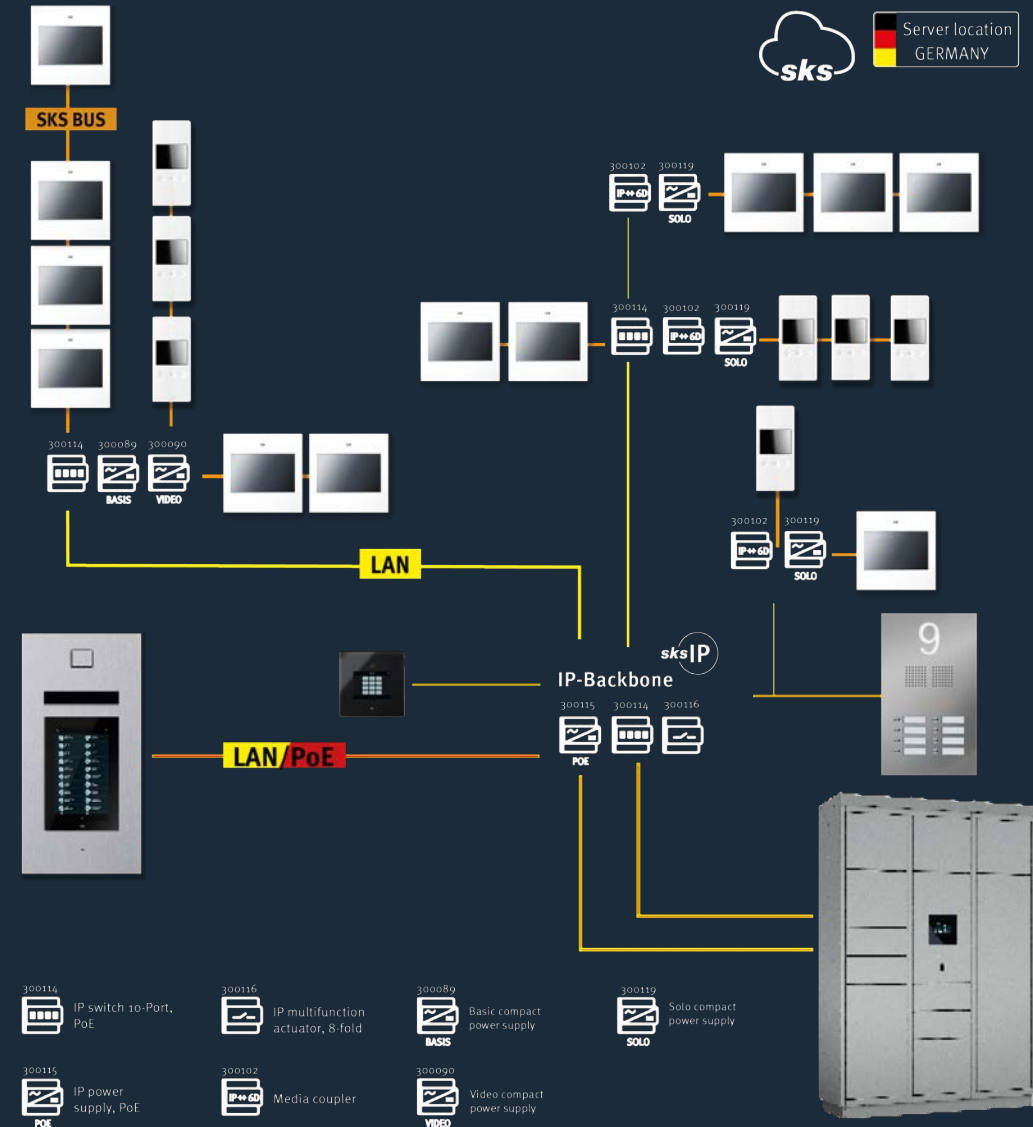 sks
Server location
GERMANY
SKS BUS
300102 300119
IP↔6D
SOLO
300114 300102 300119
IP↔6D
SOLO
300114 300089 300090
BASIS VIDEO
300102 300119
IP↔6D
SOLO
LAN
sks IP
IP-Backbone
300115 300114 300116
POE
9
LAN/PoE
300114
IP switch 10-Port,
PoE
300116
IP multifunction
actuator, 8-fold
300089
BASIS
Basic compact
power supply
300119
SOLO
Solo compact
power supply
300115
POE
IP power
supply, PoE
300102
IP↔6D
Media coupler
300090
VIDEO
Video compact
power supply